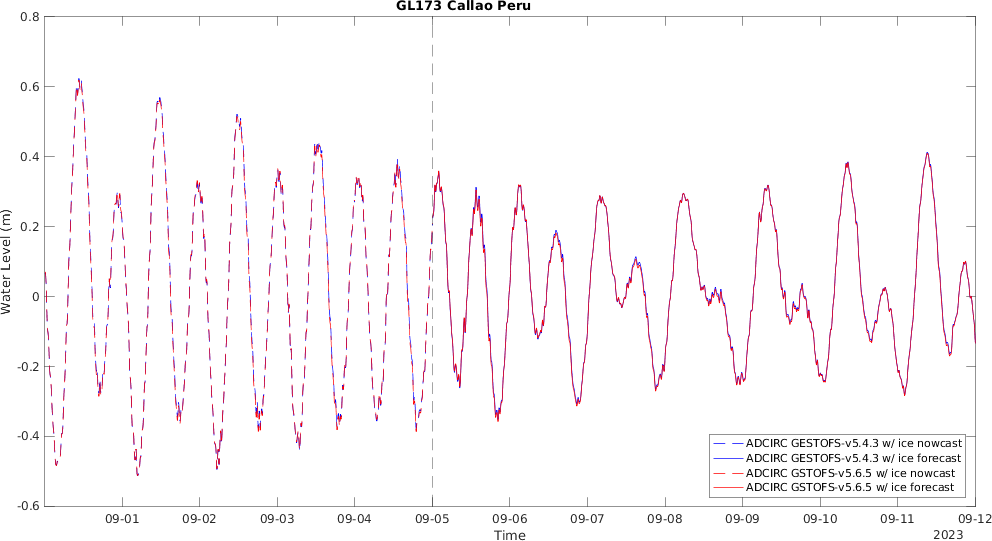 GL173 Callao Peru
0.8
0.6
0.4
0.2
0
-0.2
-0.4
-0.6
Water Level (m)
ADCIRC GESTOFS-v5.4.3 w/ ice nowcast
ADCIRC GESTOFS-v5.4.3 w/ ice forecast
ADCIRC GSTOFS-v5.6.5 w/ ice nowcast
ADCIRC GSTOFS-v5.6.5 w/ ice forecast
09-01 09-02 09-03 09-04 09-05 09-06 09-07 09-08 09-09 09-10 09-11 09-12
Time
2023